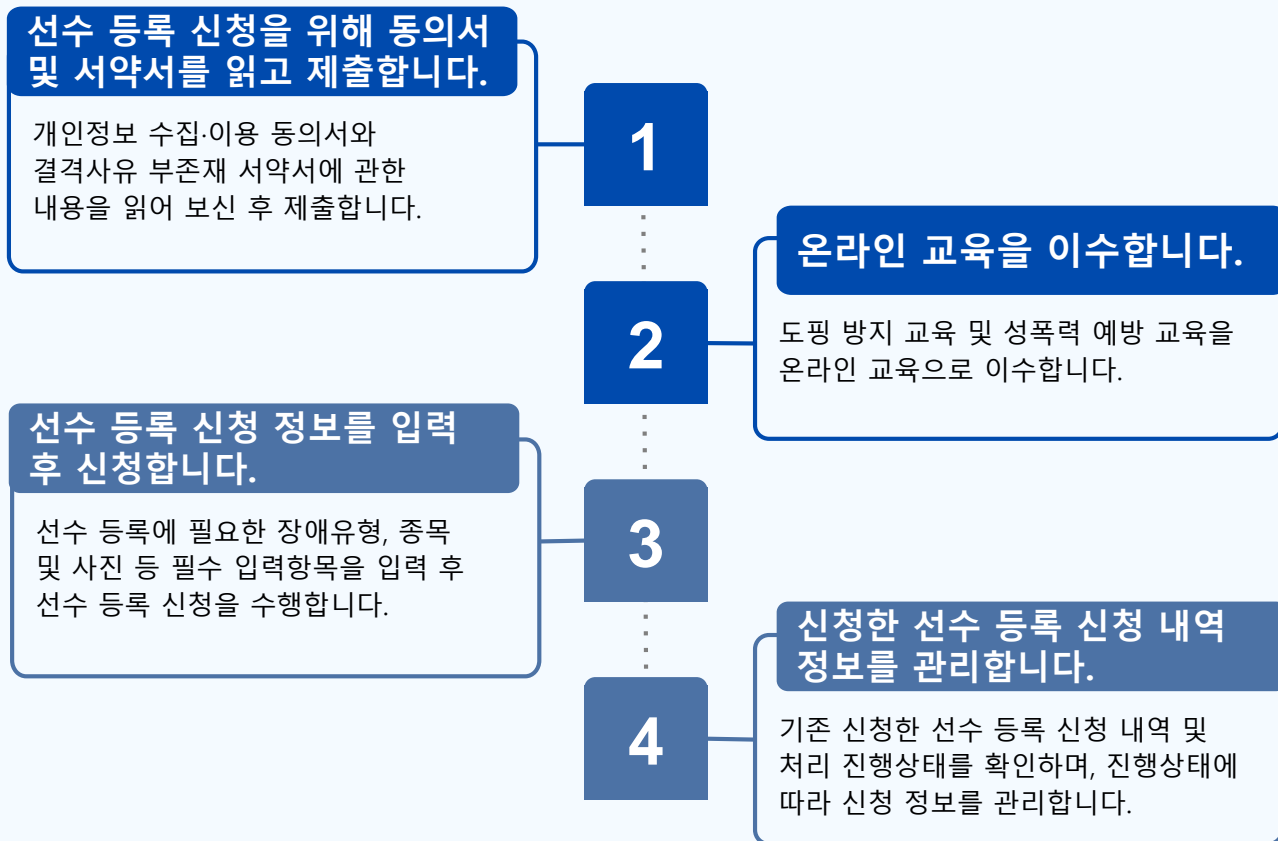 선수 등록 신청을 위해 동의서
및 서약서를 읽고 제출합니다.
개인정보 수집·이용 동의서와
결격사유 부존재 서약서에 관한
내용을 읽어 보신 후 제출합니다.
1
온라인 교육을 이수합니다.
도핑 방지 교육 및 성폭력 예방 교육을
온라인 교육으로 이수합니다.
2
선수 등록 신청 정보를 입력
후 신청합니다.
선수 등록에 필요한 장애유형, 종목
및 사진 등 필수 입력항목을 입력 후
선수 등록 신청을 수행합니다.
3
신청한 선수 등록 신청 내역
정보를 관리합니다.
기존 신청한 선수 등록 신청 내역 및
처리 진행상태를 확인하며, 진행상태에
따라 신청 정보를 관리합니다.
4